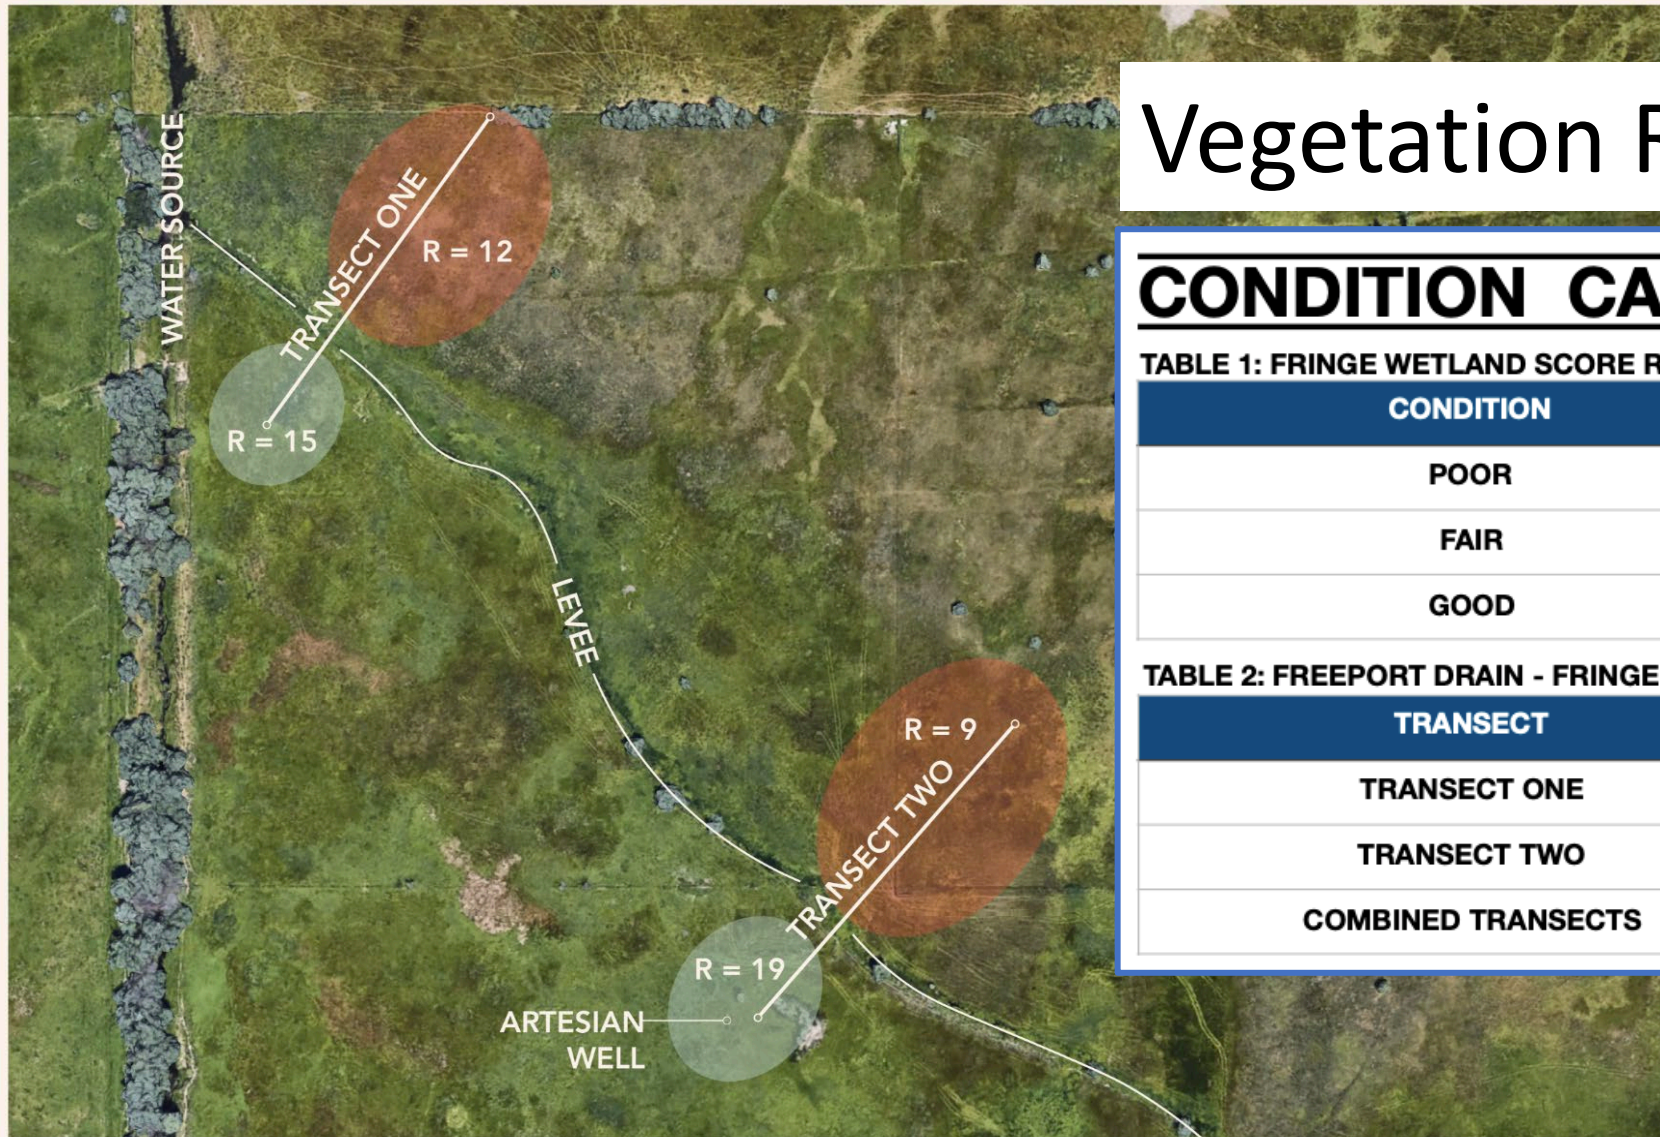 WATER SOURCE
TRANSECT ONE
R = 12
R = 15
LEVEE
R = 9
TRANSECT TWO
R = 19
ARTESIAN
WELL
Vegetation
CONDITION
TABLE 1: FRINGE WETLAND SCORE
CONDITION
POOR
FAIR
GOOD
TABLE 2: FREEPORT DRAIN - FRINGE
TRANSECT
TRANSECT ONE
TRANSECT TWO
COMBINED TRANSECTS